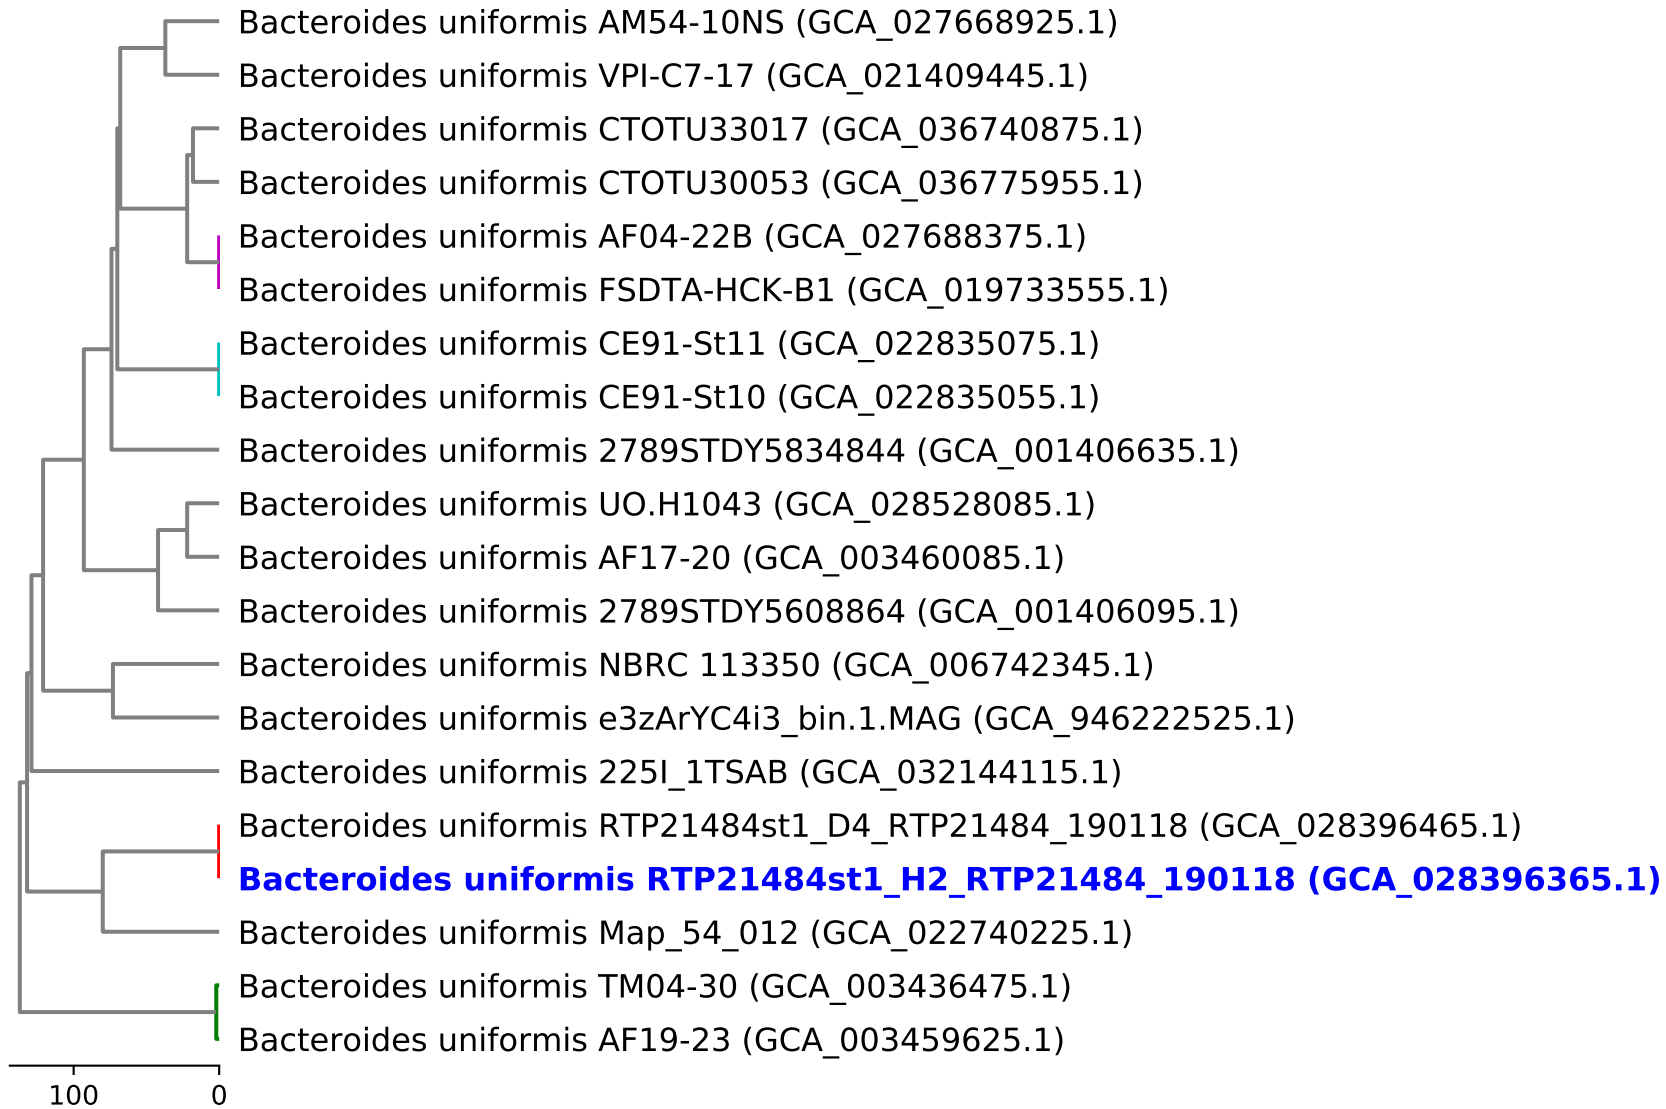 Bacteroides uniformis AM54-10NS (GCA_027668925.1)
Bacteroides uniformis VPI-C7-17 (GCA_021409445.1)
Bacteroides uniformis CTOTU33017 (GCA_036740875.1)
Bacteroides uniformis CTOTU30053 (GCA_036775955.1)
Bacteroides uniformis AF04-22B (GCA_027688375.1)
Bacteroides uniformis FSDTA-HCK-B1 (GCA_019733555.1)
Bacteroides uniformis CE91-St11 (GCA_022835075.1)
Bacteroides uniformis CE91-St10 (GCA_022835055.1)
Bacteroides uniformis 2789STDY5834844 (GCA_001406635.1)
Bacteroides uniformis UO.H1043 (GCA_028528085.1)
Bacteroides uniformis AF17-20 (GCA_003460085.1)
Bacteroides uniformis 2789STDY5608864 (GCA_001406095.1)
Bacteroides uniformis NBRC 113350 (GCA_006742345.1)
Bacteroides uniformis e3zArYC4i3_bin.1.MAG (GCA_946222525.1)
Bacteroides uniformis 225I_1TSAB (GCA_032144115.1)
Bacteroides uniformis RTP21484st1_D4_RTP21484_190118 (GCA_028396465.1)
Bacteroides uniformis RTP21484st1_H2_RTP21484_190118 (GCA_028396365.1)
Bacteroides uniformis Map_54_012 (GCA_022740225.1)
Bacteroides uniformis TM04-30 (GCA_003436475.1)
Bacteroides uniformis AF19-23 (GCA_003459625.1)
100 0